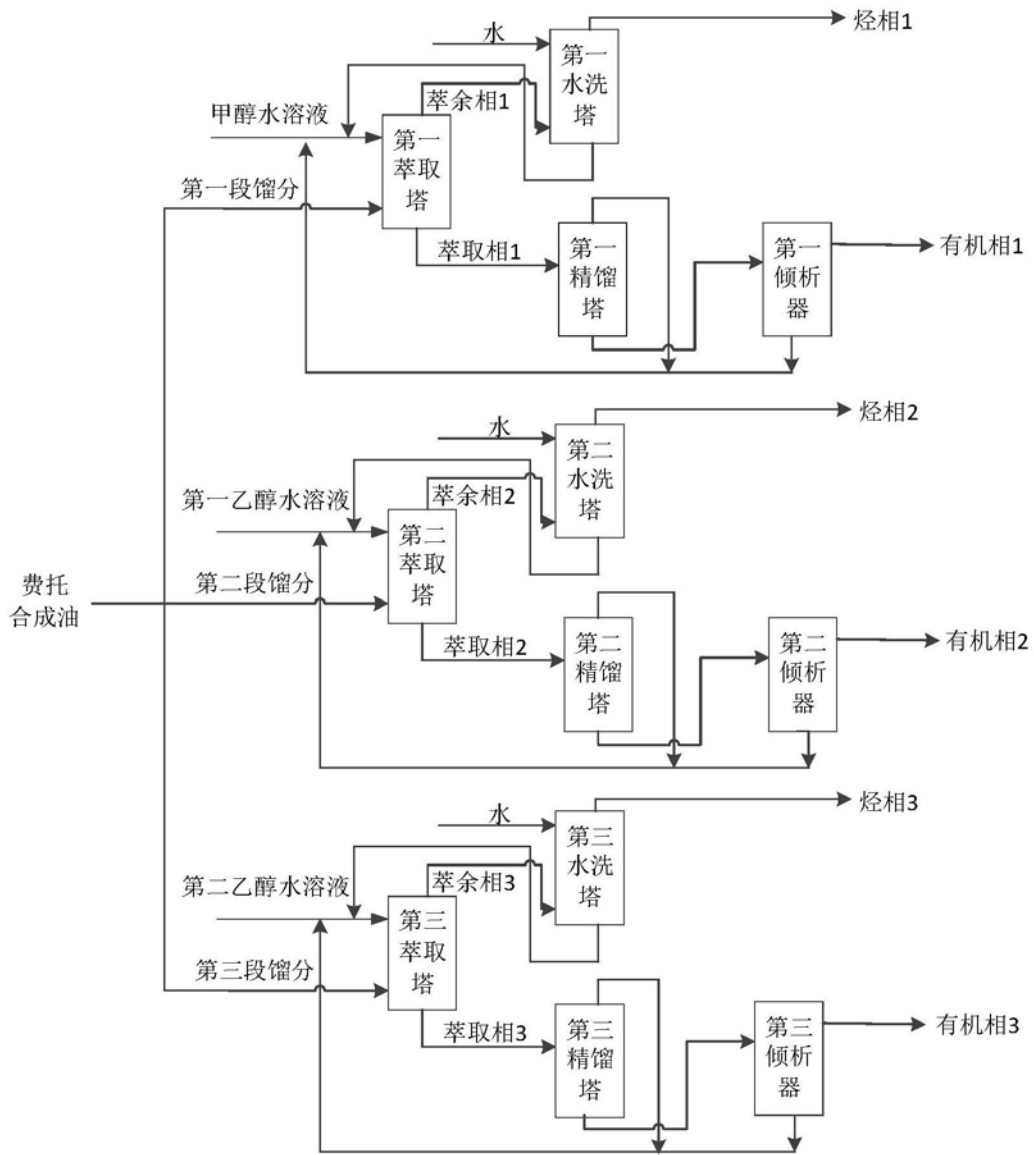 烃相1
水
第一水洗塔
萃余相1
甲醇水溶液
第一萃取塔
第一段馏分
萃取相1
第一精馏塔
第一倾析器
有机相1
烃相2
水
第二水洗塔
萃余相2
第一乙醇水溶液
第二萃取塔
费托
合成油
第二段馏分
萃取相2
第二精馏塔
第二倾析器
有机相2
烃相3
水
第三水洗塔
萃余相3
第二乙醇水溶液
第三萃取塔
第三段馏分
萃取相3
第三精馏塔
第三倾析器
有机相3